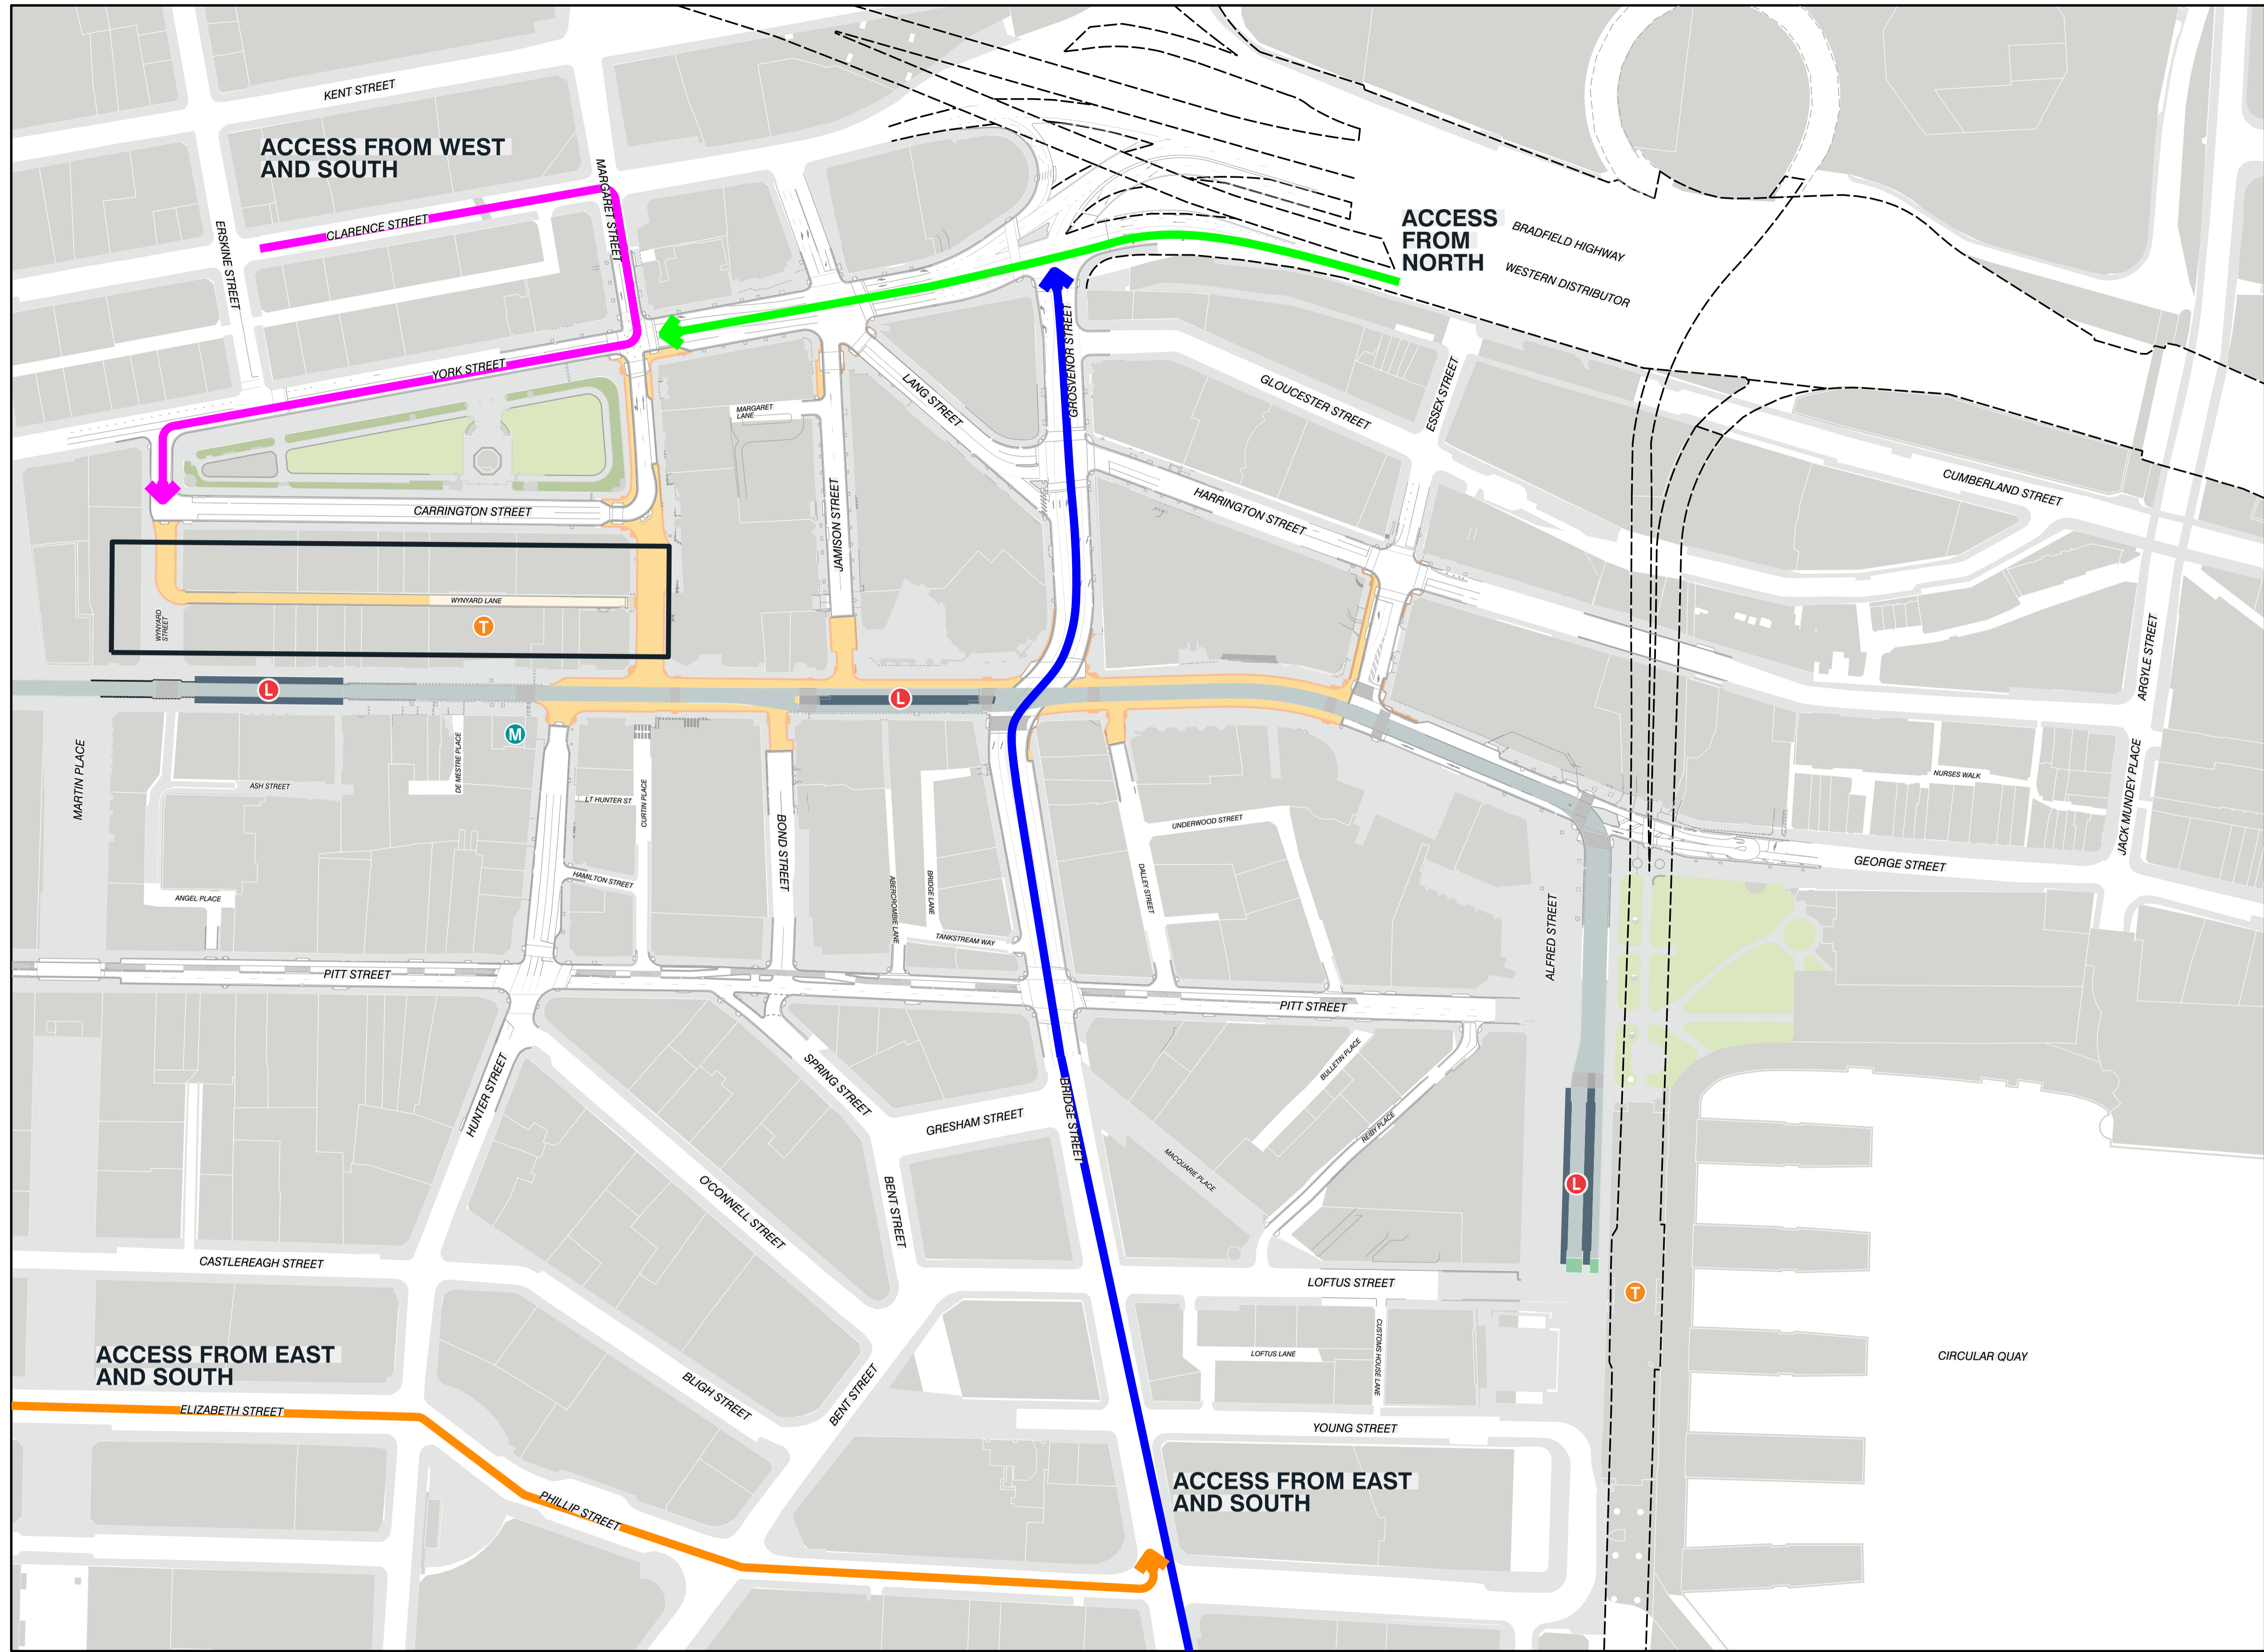 KENT STREET
ACCESS FROM WEST
AND SOUTH
MARGARET STREET
CLARENCE STREET
ERSKINE STREET
ACCESS
FROM
NORTH
BRADFIELD HIGHWAY
WESTERN DISTRIBUTOR
YORK STREET
LANG STREET
MARGARET
LANE
GROSVENOR STREET
GLOUCESTER STREET
ESSEX STREET
CUMBERLAND STREET
CARRINGTON STREET
JAMISON STREET
HARRINGTON STREET
WYNYARD
STREET
WYNYARD LANE
T
ARGYLE STREET
L
L
M
MARTIN PLACE
DE MESTRE PLACE
ASH STREET
LT HUNTER ST
CURTIN PLACE
BOND STREET
UNDERWOOD STREET
NURSES WALK
JACK MUNDEY PLACE
GEORGE STREET
HAMILTON STREET
ANGEL PLACE
ABERCROMBIE LANE
BRIDGE LANE
DALLEY STREET
TANKSTREAM WAY
ALFRED STREET
PITT STREET
PITT STREET
HUNTER STREET
SPRING STREET
GRESHAM STREET
BRIDGE STREET
BULLETIN PLACE
REIBY PLACE
MACQUARIE PLACE
O'CONNELL STREET
BENT STREET
L
CASTLEREAGH STREET
LOFTUS STREET
T
ACCESS FROM EAST
AND SOUTH
LOFTUS LANE
CUSTOMS HOUSE LANE
CIRCULAR QUAY
BLIGH STREET
BENT STREET
ELIZABETH STREET
YOUNG STREET
ACCESS FROM EAST
AND SOUTH
PHILLIP STREET